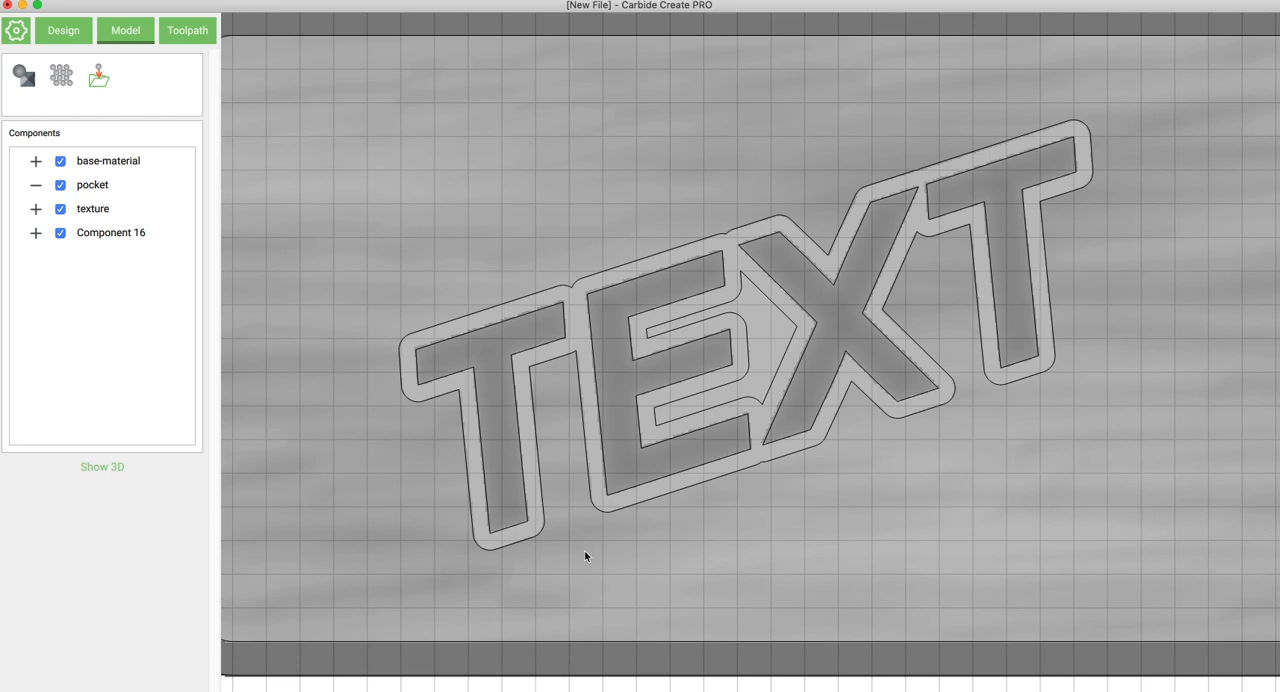 [New File] - Carbide Create PRO
Design Model Toolpath
Components
base-material
pocket
texture
Component 16
Show 3D
TEXT